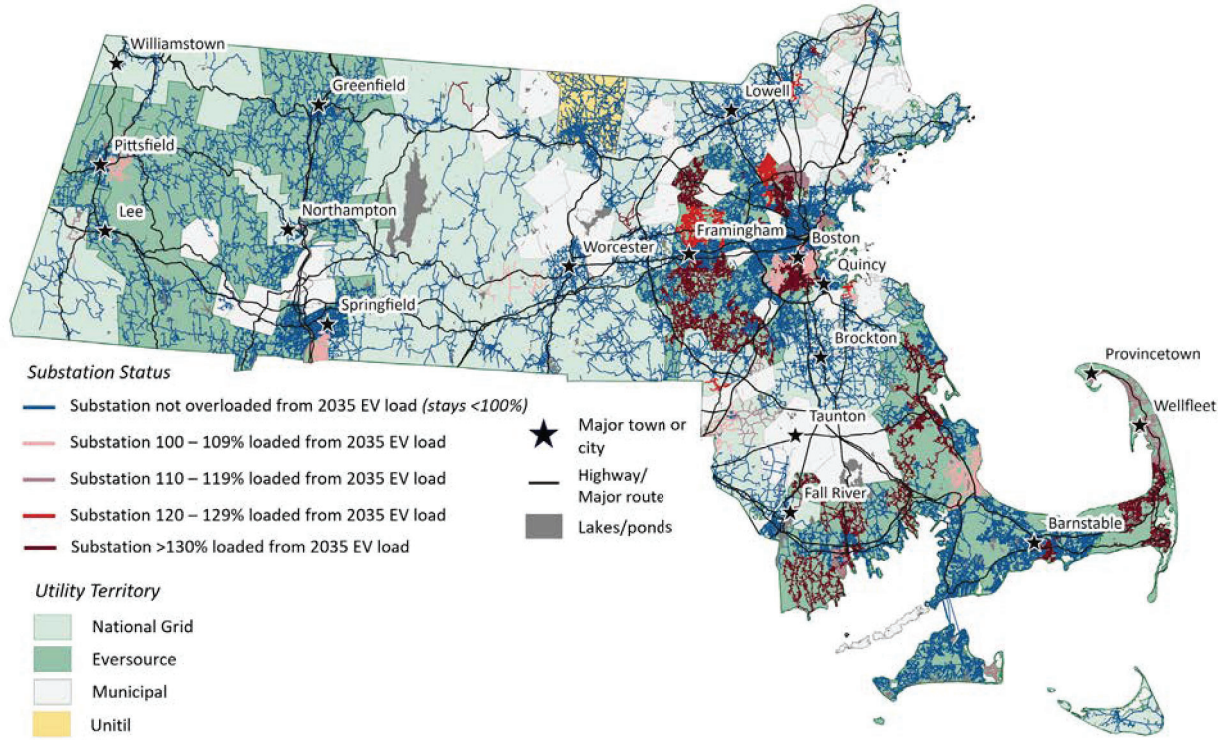 Williamstown
Greenfield
Lowell
Pittsfield
Lee
Northampton
Worcester
Framingham
Boston
Quincy
Springfield
Brockton
Provincetown
Wellfleet
Taunton
Fall River
Barnstable
Substation Status
Substation not overloaded from 2035 EV load (stays <100%)
Substation 100 – 109% loaded from 2035 EV load
Substation 110 – 119% loaded from 2035 EV load
Substation 120 – 129% loaded from 2035 EV load
Substation >130% loaded from 2035 EV load
Major town or
city
Highway/
Major route
Lakes/ponds
Utility Territory
National Grid
Eversource
Municipal
Unitil